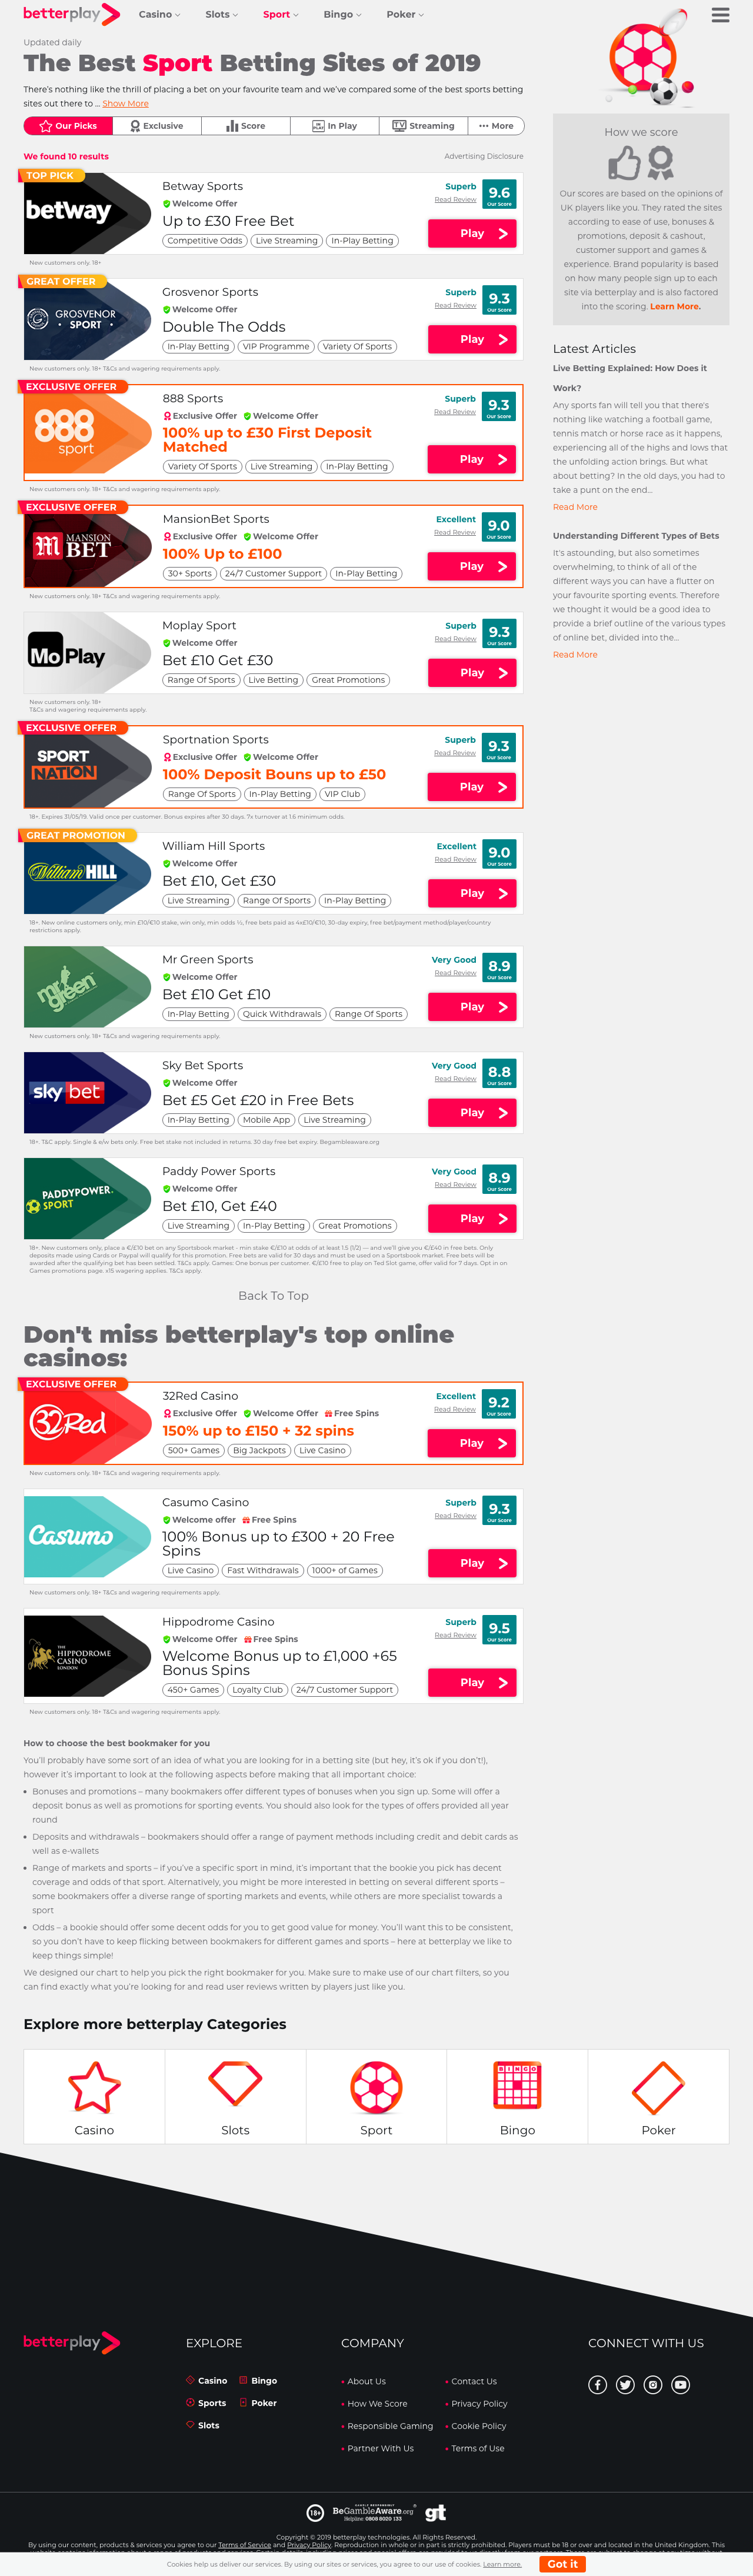 betterplay
Casino
Slots
Sport
Bingo
Poker
Updated daily
The Best Sport Betting Sites of 2019
There's nothing like the thrill of placing a bet on your favourite team and we've compared some of the best sports betting
sites out there to ... Show More
Our Picks
Exclusive
Score
In Play
TV Streaming
More
We found 10 results
Advertising Disclosure
TOP PICK
betway
Betway Sports
Welcome Offer
Up to £30 Free Bet
Competitive Odds
Live Streaming
In-Play Betting
Superb
Read Review
9.6
Our Score
Play
New customers only. 18+
GREAT OFFER
GROSVENOR
SPORT
Grosvenor Sports
Welcome Offer
Double The Odds
In-Play Betting
VIP Programme
Variety Of Sports
Superb
Read Review
9.3
Our Score
Play
New customers only. 18+ T&Cs and wagering requirements apply.
EXCLUSIVE OFFER
888
sport
888 Sports
Exclusive Offer
Welcome Offer
100% up to £30 First Deposit
Matched
Variety Of Sports
Live Streaming
In-Play Betting
Superb
Read Review
9.3
Our Score
Play
New customers only. 18+ T&Cs and wagering requirements apply.
EXCLUSIVE OFFER
M MANSION
BET
MansionBet Sports
Exclusive Offer
Welcome Offer
100% Up to £100
30+ Sports
24/7 Customer Support
In-Play Betting
Excellent
Read Review
9.0
Our Score
Play
New customers only. 18+ T&Cs and wagering requirements apply.
MoPlay
Moplay Sport
Welcome Offer
Bet £10 Get £30
Range Of Sports
Live Betting
Great Promotions
Superb
Read Review
9.3
Our Score
Play
New customers only. 18+
T&Cs and wagering requirements apply.
EXCLUSIVE OFFER
SPORT
NATION
Sportnation Sports
Exclusive Offer
Welcome Offer
100% Deposit Bouns up to £50
Range Of Sports
In-Play Betting
VIP Club
Superb
Read Review
9.3
Our Score
Play
18+. Expires 31/05/19. Valid once per customer. Bonus expires after 30 days. 7x turnover at 1.6 minimum odds.
GREAT PROMOTION
William HILL
William Hill Sports
Welcome Offer
Bet £10, Get £30
Live Streaming
Range Of Sports
In-Play Betting
Excellent
Read Review
9.0
Our Score
Play
18+. New online customers only, min £10/€10 stake, win only, min odds ½, free bets paid as 4x£10/€10, 30-day expiry, free bet/payment method/player/country
restrictions apply.
mr green
Mr Green Sports
Welcome Offer
Bet £10 Get £10
In-Play Betting
Quick Withdrawals
Range Of Sports
Very Good
Read Review
8.9
Our Score
Play
New customers only. 18+ T&Cs and wagering requirements apply.
sky bet
Sky Bet Sports
Welcome Offer
Bet £5 Get £20 in Free Bets
In-Play Betting
Mobile App
Live Streaming
Very Good
Read Review
8.8
Our Score
Play
18+. T&C apply. Single & e/w bets only. Free bet stake not included in returns. 30 day free bet expiry. Begambleaware.org
PADDYPOWER.
SPORT
Paddy Power Sports
Welcome Offer
Bet £10, Get £40
Live Streaming
In-Play Betting
Great Promotions
Very Good
Read Review
8.9
Our Score
Play
18+. New customers only, place a €/£10 bet on any Sportsbook market - min stake €/£10 at odds of at least 1.5 (1/2) — and we'll give you €/£40 in free bets. Only
deposits made using Cards or Paypal will qualify for this promotion. Free bets are valid for 30 days and must be used on a Sportsbook market. Free bets will be
awarded after the qualifying bet has been settled. T&Cs apply. Games: One bonus per customer. €/£10 free to play on Ted Slot game, offer valid for 7 days. Opt in on
Games promotions page. x15 wagering applies. T&Cs apply.
Back To Top
How we score
Our scores are based on the opinions of
UK players like you. They rated the sites
according to ease of use, bonuses &
promotions, deposit & cashout,
customer support and games &
experience. Brand popularity is based
on how many people sign up to each
site via betterplay and is also factored
into the scoring. Learn More.
Latest Articles
Live Betting Explained: How Does it
Work?
Any sports fan will tell you that there's
nothing like watching a football game,
tennis match or horse race as it happens,
experiencing all of the highs and lows that
the unfolding action brings. But what
about betting? In the old days, you had to
take a punt on the end...
Read More
Understanding Different Types of Bets
It's astounding, but also sometimes
overwhelming, to think of all of the
different ways you can have a flutter on
your favourite sporting events. Therefore
we thought it would be a good idea to
provide a brief outline of the various types
of online bet, divided into the...
Read More
Don't miss betterplay's top online
casinos:
EXCLUSIVE OFFER
32Red
32Red Casino
Exclusive Offer
Welcome Offer
Free Spins
150% up to £150 + 32 spins
500+ Games
Big Jackpots
Live Casino
Excellent
Read Review
9.2
Our Score
Play
New customers only. 18+ T&Cs and wagering requirements apply.
Casumo
Casumo Casino
Welcome offer
Free Spins
100% Bonus up to £300 + 20 Free
Spins
Live Casino
Fast Withdrawals
1000+ of Games
Superb
Read Review
9.3
Our Score
Play
New customers only. 18+ T&Cs and wagering requirements apply.
THE
HIPPODROME
CASINO
LONDON
Hippodrome Casino
Welcome Offer
Free Spins
Welcome Bonus up to £1,000 +65
Bonus Spins
450+ Games
Loyalty Club
24/7 Customer Support
Superb
Read Review
9.5
Our Score
Play
New customers only. 18+ T&Cs and wagering requirements apply.
How to choose the best bookmaker for you
You'll probably have some sort of an idea of what you are looking for in a betting site (but hey, it's ok if you don't!),
however it's important to look at the following aspects before making that all important choice:
• Bonuses and promotions – many bookmakers offer different types of bonuses when you sign up. Some will offer a
deposit bonus as well as promotions for sporting events. You should also look for the types of offers provided all year
round
• Deposits and withdrawals – bookmakers should offer a range of payment methods including credit and debit cards as
well as e-wallets
• Range of markets and sports – if you've a specific sport in mind, it's important that the bookie you pick has decent
coverage and odds of that sport. Alternatively, you might be more interested in betting on several different sports –
some bookmakers offer a diverse range of sporting markets and events, while others are more specialist towards a
sport
• Odds – a bookie should offer some decent odds for you to get good value for money. You'll want this to be consistent,
so you don't have to keep flicking between bookmakers for different games and sports – here at betterplay we like to
keep things simple!
We designed our chart to help you pick the right bookmaker for you. Make sure to make use of our chart filters, so you
can find exactly what you're looking for and read user reviews written by players just like you.
Explore more betterplay Categories
Casino
Slots
Sport
BINGO
Bingo
Poker
betterplay
EXPLORE
Casino
Bingo
Sports
Poker
Slots
COMPANY
About Us
Contact Us
How We Score
Privacy Policy
Responsible Gaming
Cookie Policy
Partner With Us
Terms of Use
CONNECT WITH US
18+
GAMBLE RESPONSIBLY
BeGambleAware.org®
Helpline 0808 8020 133
gt
Copyright © 2019 betterplay technologies. All Rights Reserved.
By using our content, products & services you agree to our Terms of Service and Privacy Policy. Reproduction in whole or in part is strictly prohibited. Players must be 18 or over and located in the United Kingdom. This
Cookies help us deliver our services. By using our sites or services, you agree to our use of cookies. Learn more.
Got it